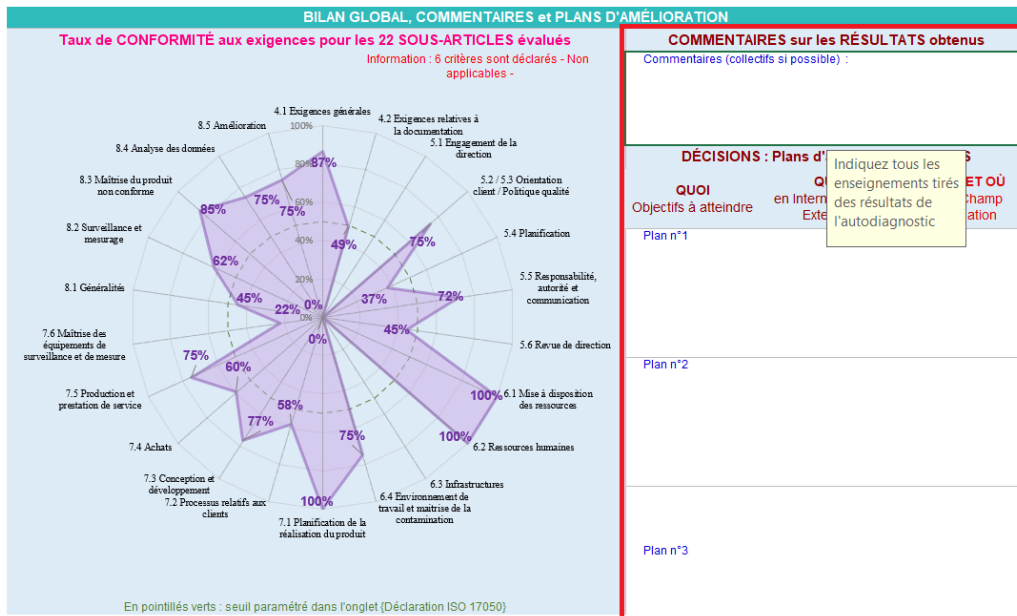 BILAN GLOBAL, COMMENTAIRES et PLANS D'AMÉLIORATION
Taux de CONFORMITÉ aux exigences pour les 22 SOUS-ARTICLES évalués
Information : 6 critères sont déclarés - Non
applicables -
4.1 Exigences générales
4.2 Exigences relatives à
la documentation
5.1 Engagement de la
direction
5.2 / 5.3 Orientation
client / Politique qualité
5.4 Planification
5.5 Responsabilité,
autorité et
communication
5.6 Revue de direction
6.1 Mise à disposition
des ressources
6.2 Ressources humaines
6.3 Infrastructures
6.4 Environnement de
travail et maitrise de la
contamination
7.1 Planification de la
réalisation du produit
7.2 Processus relatifs aux
clients
7.3 Conception et
développement
7.4 Achats
7.5 Production et
prestation de service
7.6 Maîtrise des
équipements de
surveillance et de mesure
8.1 Généralités
8.2 Surveillance et
mesurage
8.3 Maîtrise du produit
non conforme
8.4 Analyse des données
8.5 Amélioration
100%
80%
60%
40%
20%
0%
87%
49%
0%
75%
37%
72%
45%
100%
100%
0%
75%
100%
58%
77%
60%
75%
22%
45%
62%
85%
75%
75%
En pointillés verts : seuil paramétré dans l'onglet {Déclaration ISO 17050}
COMMENTAIRES sur les RÉSULTATS obtenus
Commentaires (collectifs si possible) :
DÉCISIONS : Plans d'
Indiquez tous les
enseignements tirés
des résultats de
l'autodiagnostic
QUOI
Objectifs à atteindre
en Intern
Exte
ET OÙ
Champ
ation
Plan n°1
Plan n°2
Plan n°3